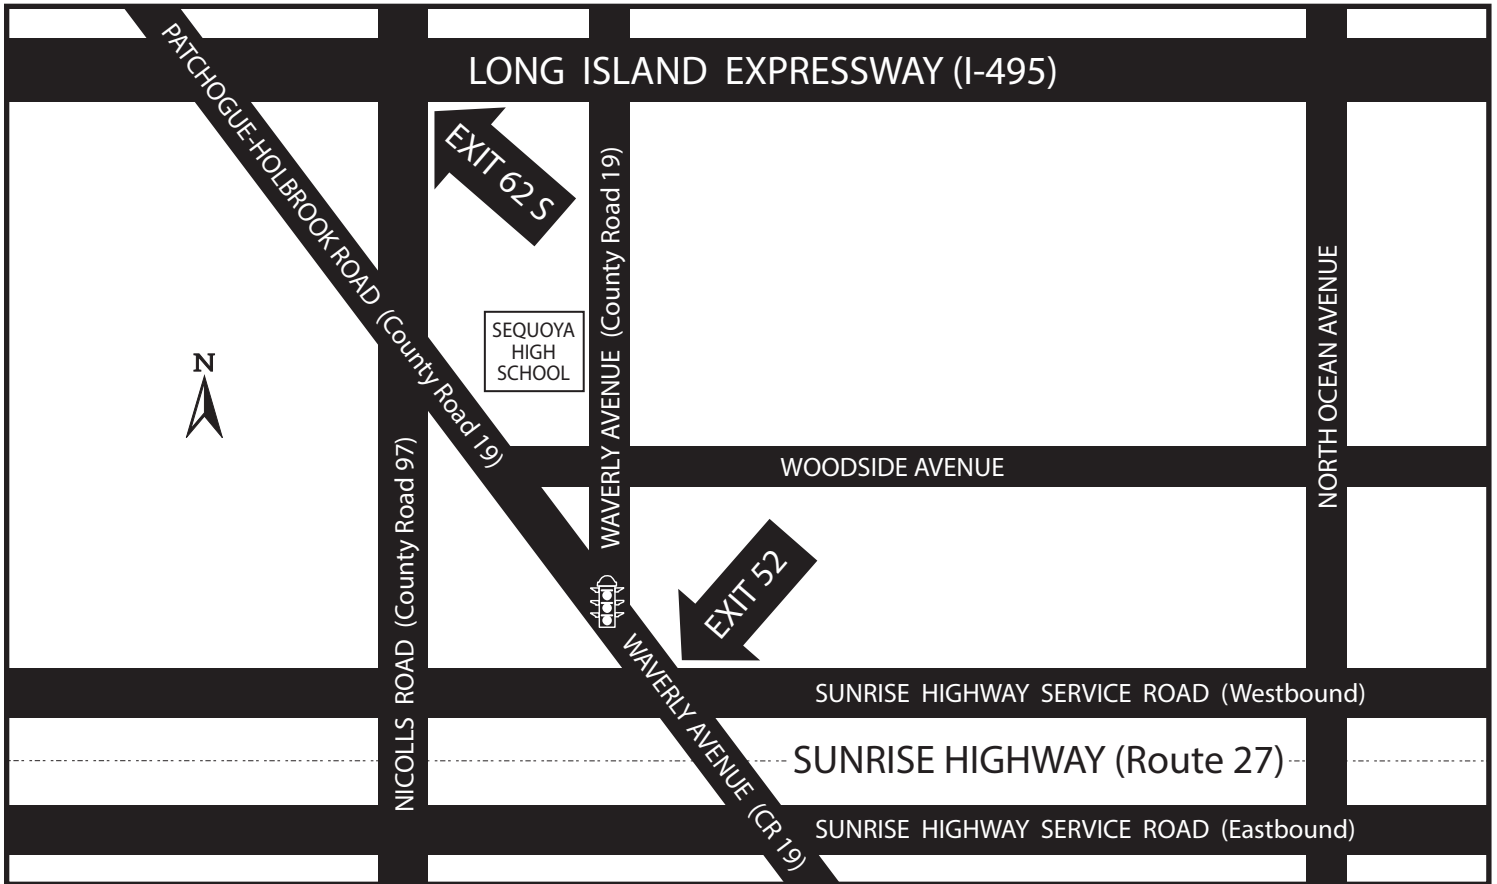 LONG ISLAND EXPRESSWAY (I-495)
PATCHOGUE-HOLBROOK ROAD (County Road 19)
EXIT 62 S
WAVERLY AVENUE (County Road 19)
NORTH OCEAN AVENUE
SEQUOYA
HIGH
SCHOOL
N
NICOLLS ROAD (County Road 97)
WOODSIDE AVENUE
EXIT 52
WAVERLY AVENUE (CR 19)
SUNRISE HIGHWAY SERVICE ROAD (Westbound)
SUNRISE HIGHWAY (Route 27)
SUNRISE HIGHWAY SERVICE ROAD (Eastbound)